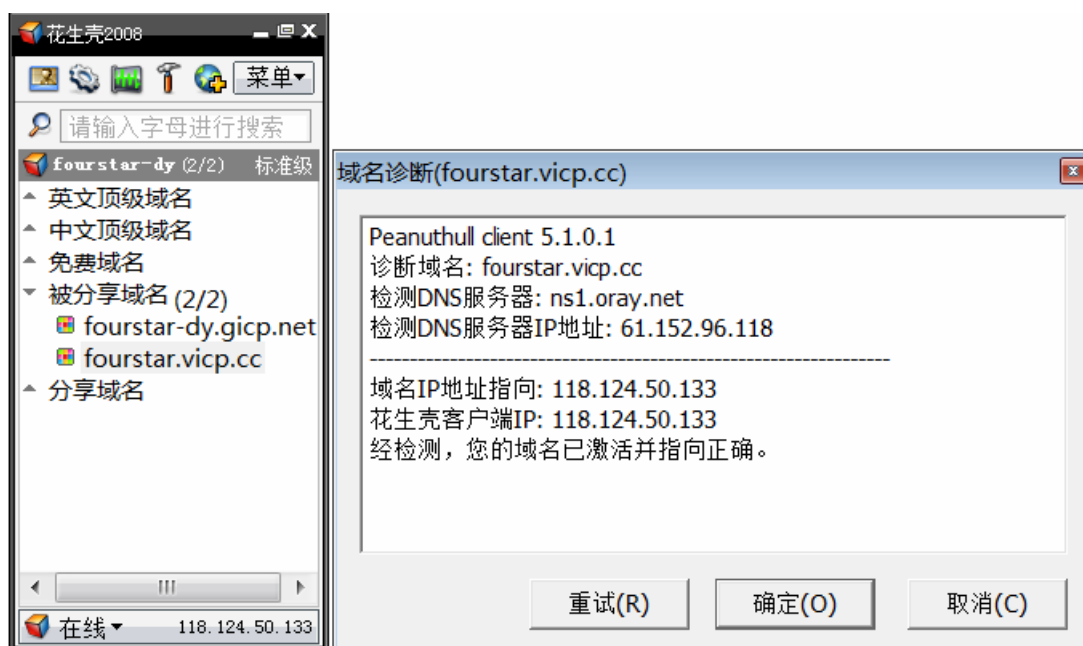 花生壳2008
菜单
请输入字母进行搜索
fourstar-dy (2/2) 标准级
英文顶级域名
中文顶级域名
免费域名
被分享域名 (2/2)
fourstar-dy.gicp.net
fourstar.vicp.cc
分享域名
在线 118.124.50.133
域名诊断(fourstar.vicp.cc)
Peanuthull client 5.1.0.1
诊断域名: fourstar.vicp.cc
检测DNS服务器: ns1.oray.net
检测DNS服务器IP地址: 61.152.96.118
------------------------------------------------------------------
域名IP地址指向: 118.124.50.133
花生壳客户端IP: 118.124.50.133
经检测，您的域名已激活并指向正确。
重试(R) 确定(O) 取消(C)